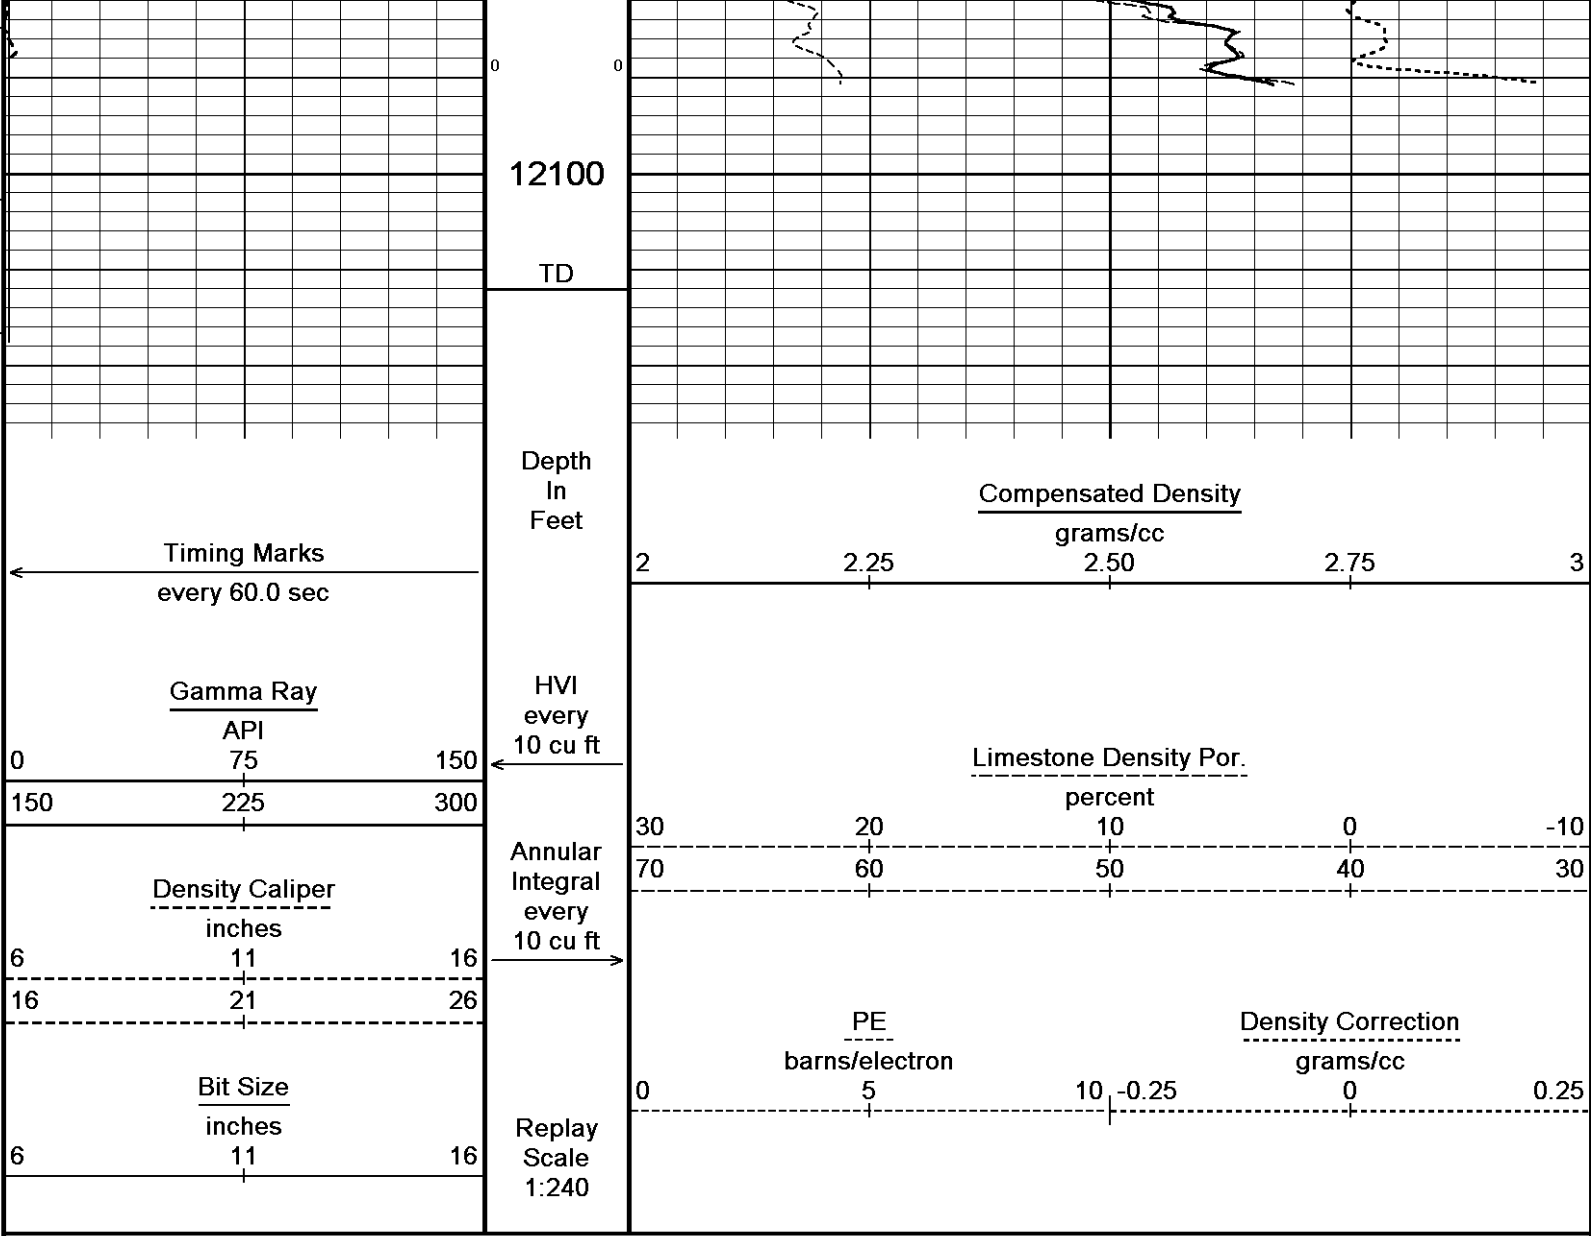 0 0
12100
TD
Depth
In
Feet
Timing Marks
every 60.0 sec
Gamma Ray
API
0 75 150
150 225 300
Density Caliper
inches
6 11 16
16 21 26
Bit Size
inches
6 11 16
HVI
every
10 cu ft
Annular
Integral
every
10 cu ft
Replay
Scale
1:240
Compensated Density
grams/cc
2 2.25 2.50 2.75 3
Limestone Density Por.
percent
30 20 10 0 -10
70 60 50 40 30
PE
barns/electron
0 5 10
Density Correction
grams/cc
-0.25 0 0.25